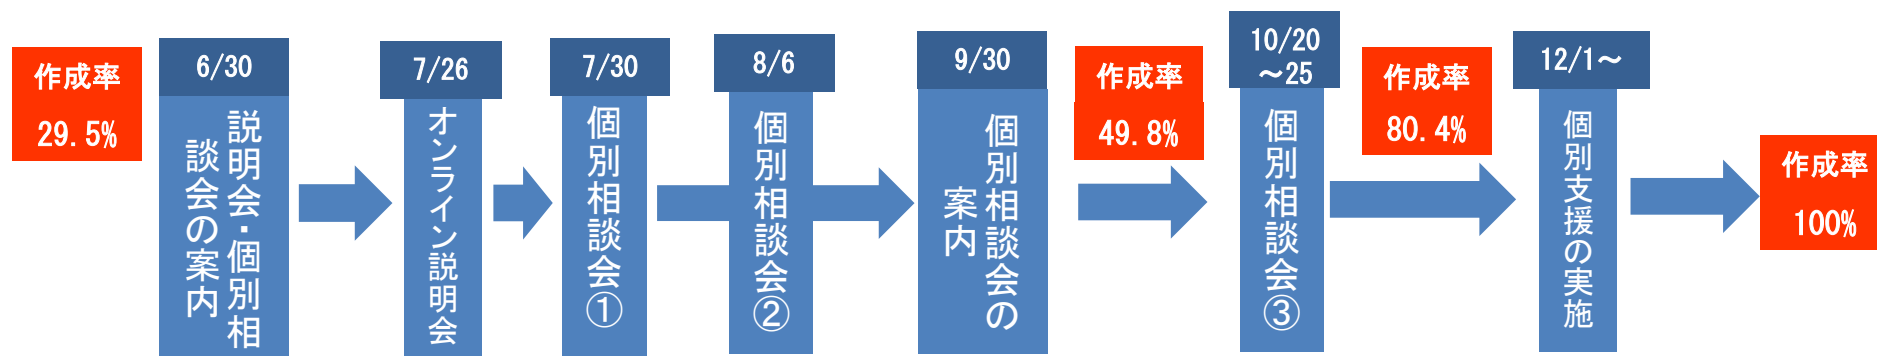 作成率
29.5%
6/30
説明会・個別相
談会の案内
7/26
オンライン説明会
7/30
個別相談会①
8/6
個別相談会②
9/30
個別相談会の
案内
作成率
49.8%
10/20
～25
個別相談会③
作成率
80.4%
12/1～
個別支援の実施
作成率
100%